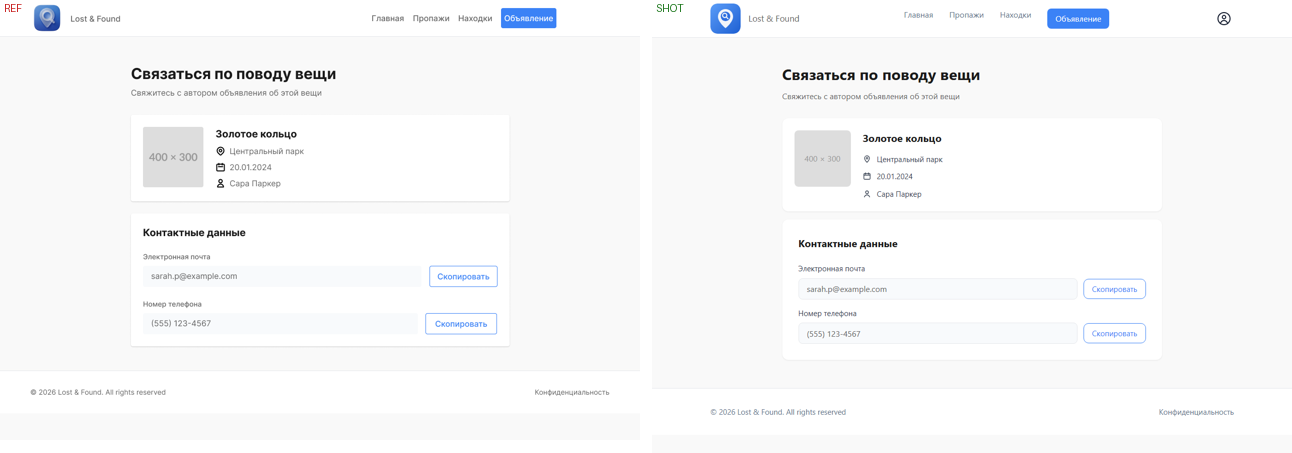 REF
Lost & Found
Главная Пропажи Находки Объявление
Связаться по поводу вещи
Свяжитесь с автором объявления об этой вещи
400 × 300
Золотое кольцо
Центральный парк
20.01.2024
Сара Паркер
Контактные данные
Электронная почта
sarah.p@example.com Скопировать
Номер телефона
(555) 123-4567 Скопировать
© 2026 Lost & Found. All rights reserved Конфиденциальность
SHOT
Lost & Found
Главная Пропажи Находки Объявление
Связаться по поводу вещи
Свяжитесь с автором объявления об этой вещи
400 × 300
Золотое кольцо
Центральный парк
20.01.2024
Сара Паркер
Контактные данные
Электронная почта
sarah.p@example.com Скопировать
Номер телефона
(555) 123-4567 Скопировать
© 2026 Lost & Found. All rights reserved Конфиденциальность